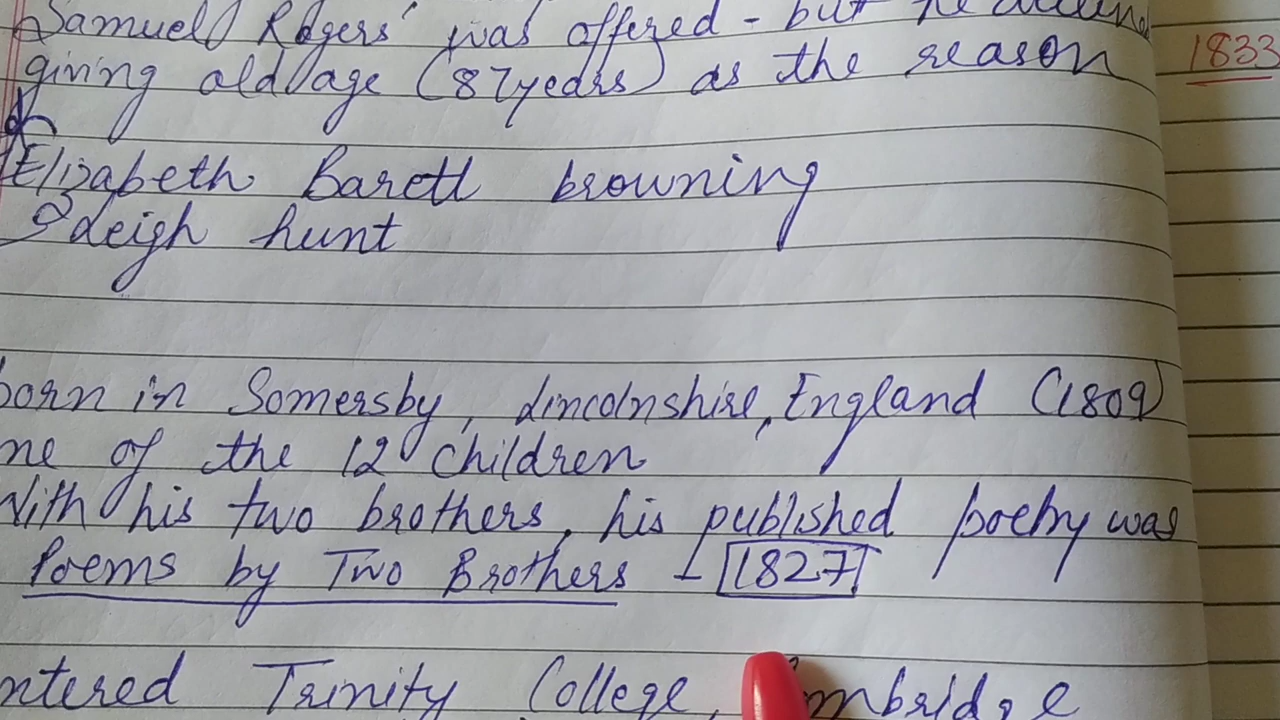 Samuel Rogers' was offered - but he
giving old age (87years) as the reason
1833
Elizabeth Barett browning
Leigh hunt
born in Somersby, Lincolnshire, England (1809)
ne of the 12 children
With his two brothers, his published poetry was
Poems by Two Brothers - 1827
ntered Trinity College, mbridge